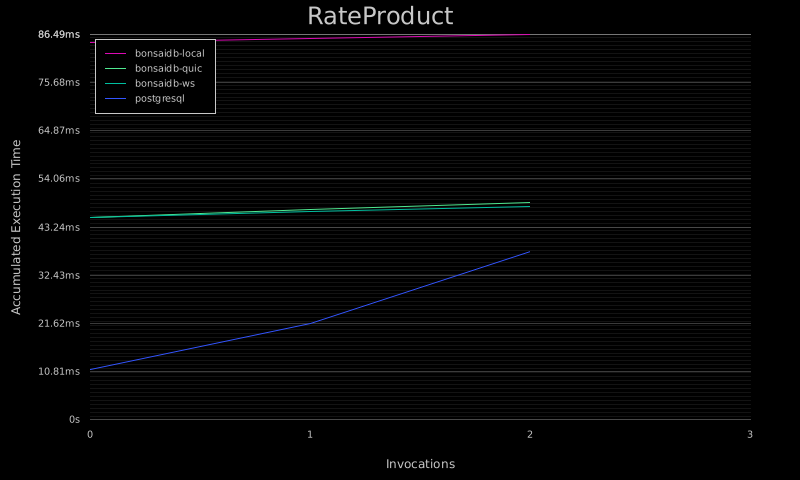 RateProduct
86.49ms
75.68ms
64.87ms
54.06ms
43.24ms
32.43ms
21.62ms
10.81ms
0s
Accumulated Execution Time
bonsaidb-local
bonsaidb-quic
bonsaidb-ws
postgresql
0 1 2 3
Invocations